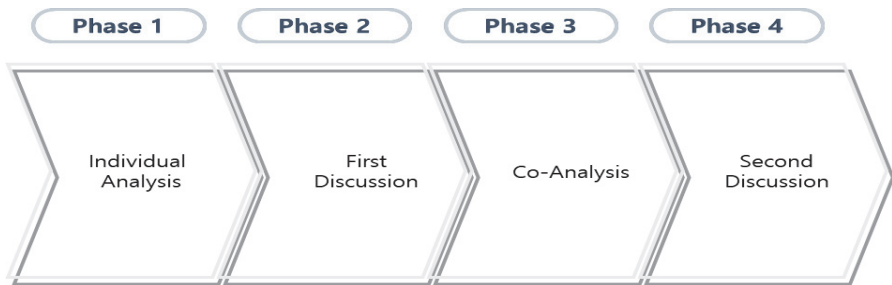 Phase 1
Phase 2
Phase 3
Phase 4
Individual
Analysis
First
Discussion
Co-Analysis
Second
Discussion